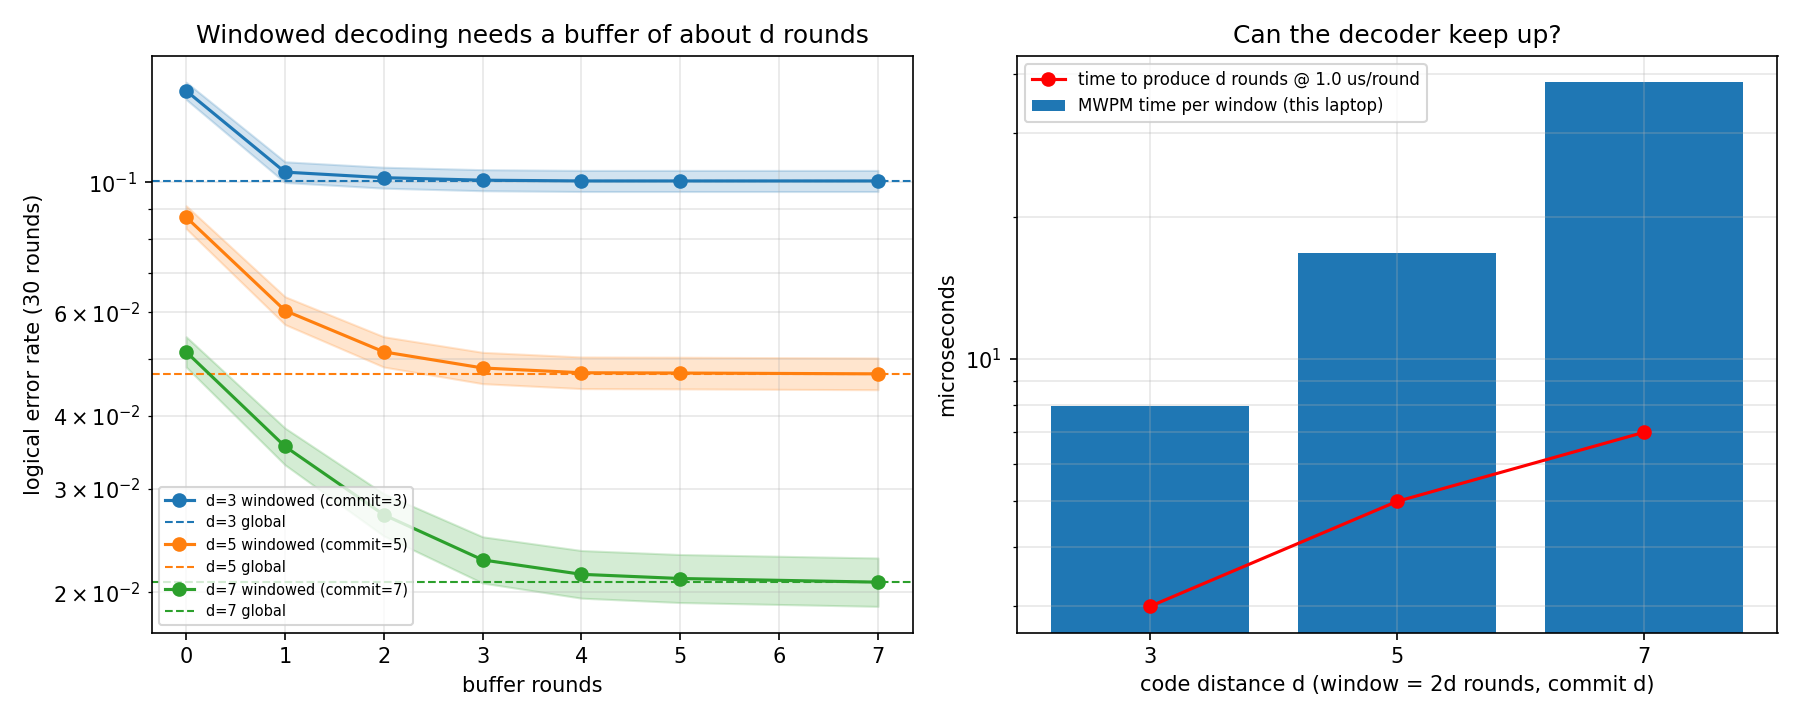 Windowed decoding needs a buffer of about d rounds
logical error rate (30 rounds)
10⁻¹
6 × 10⁻²
4 × 10⁻²
3 × 10⁻²
2 × 10⁻²
d=3 windowed (commit=3)
d=3 global
d=5 windowed (commit=5)
d=5 global
d=7 windowed (commit=7)
d=7 global
0 1 2 3 4 5 6 7
buffer rounds
Can the decoder keep up?
time to produce d rounds @ 1.0 us/round
MWPM time per window (this laptop)
microseconds
10¹
3 5 7
code distance d (window = 2d rounds, commit d)